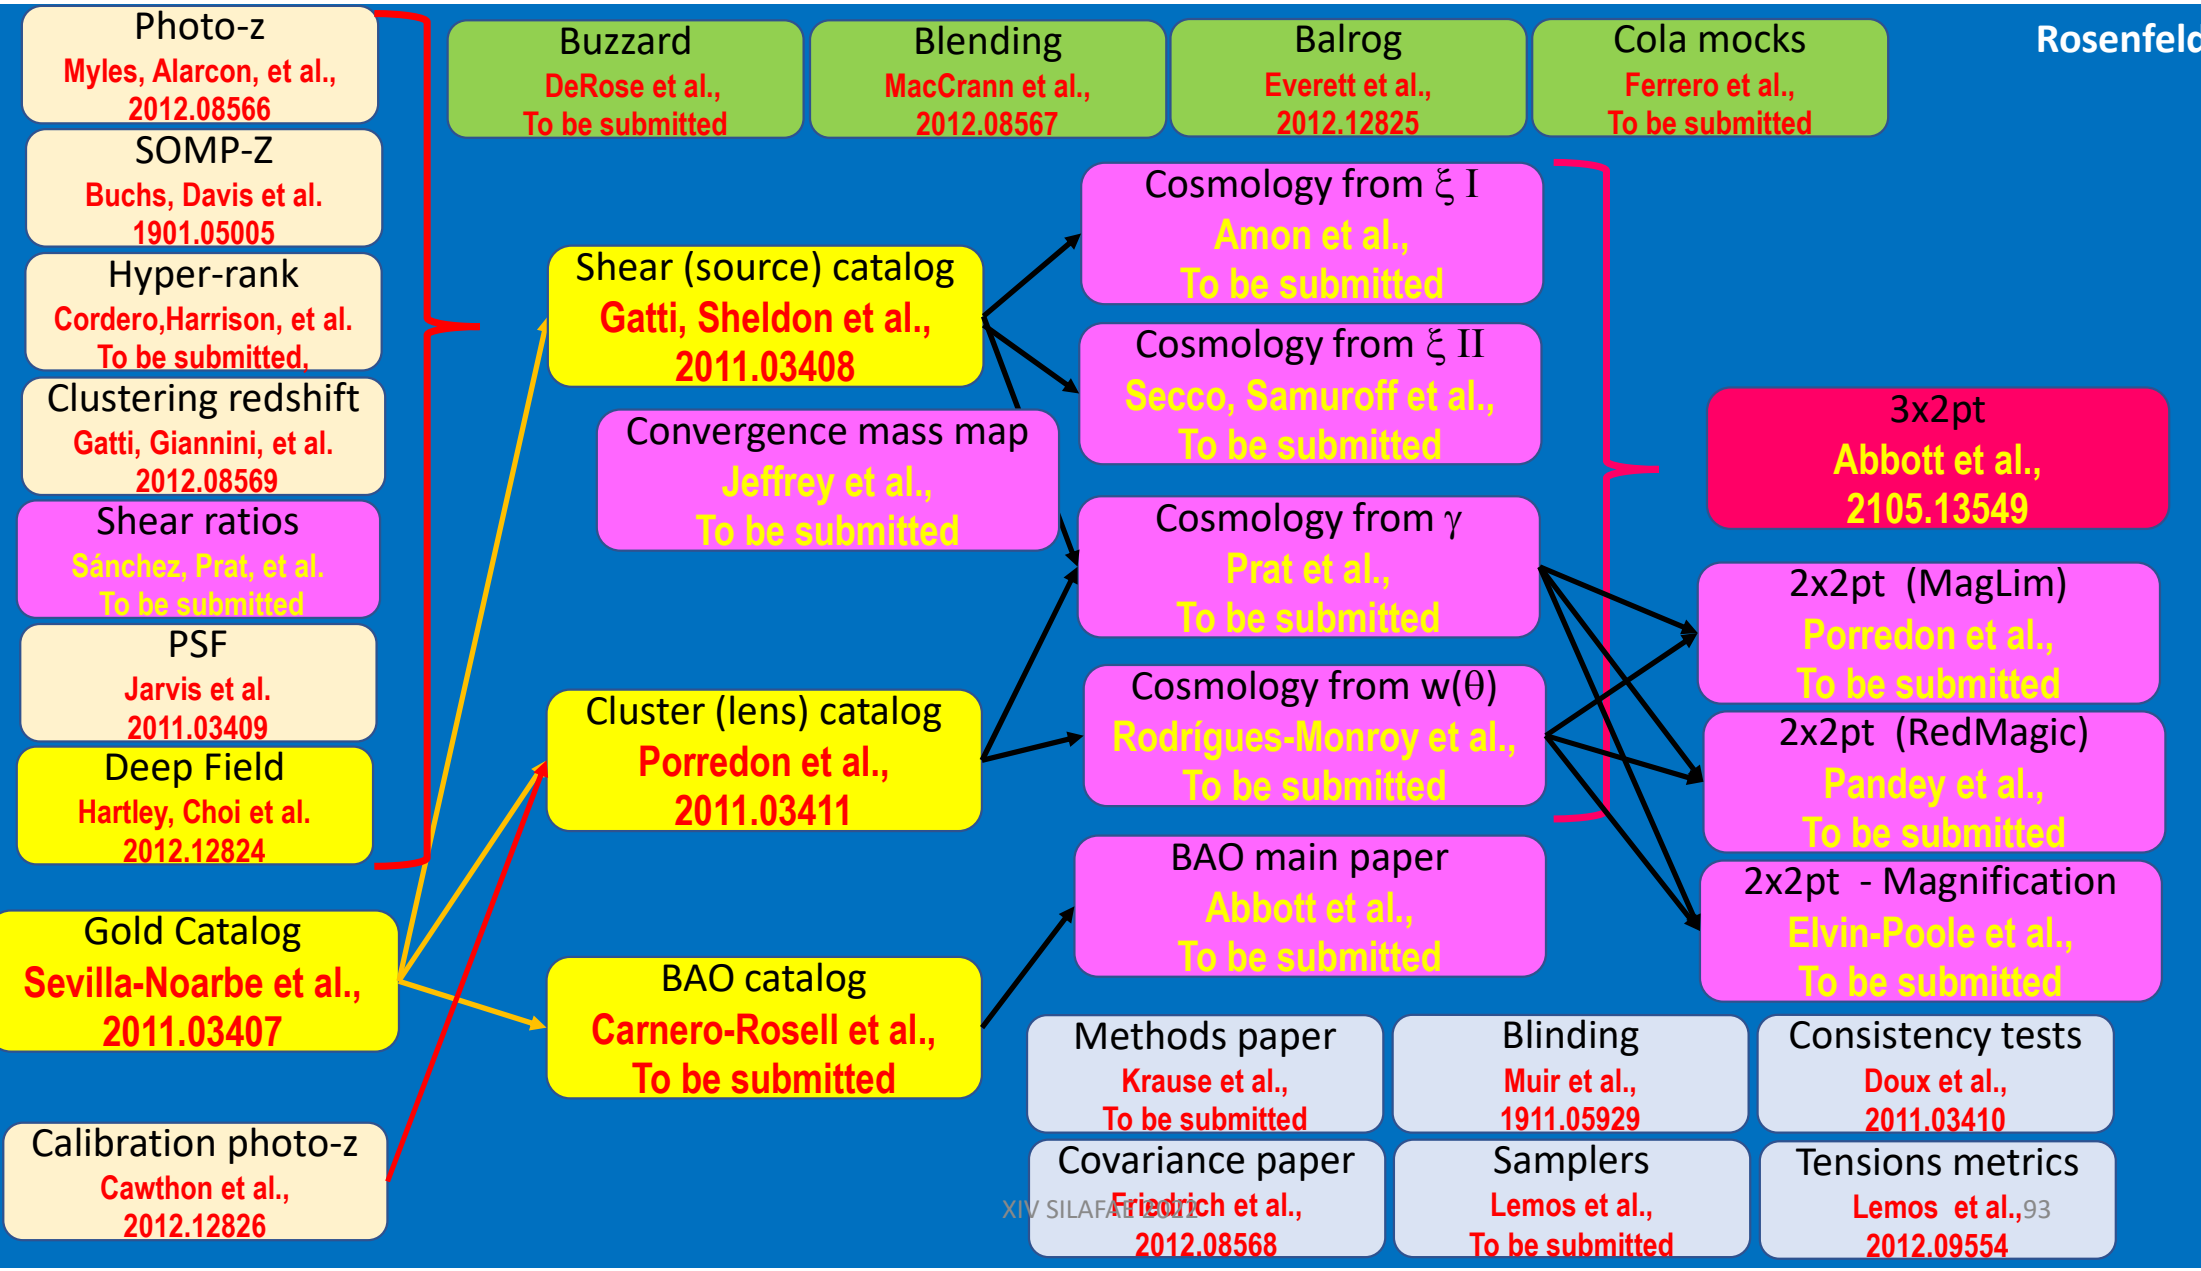 Photo-z
Myles, Alarcon, et al.,
2012.08566
SOMP-Z
Buchs, Davis et al.
1901.05005
Hyper-rank
Cordero,Harrison, et al.
To be submitted,
Clustering redshift
Gatti, Giannini, et al.
2012.08569
Shear ratios
Sánchez, Prat, et al.
To be submitted
PSF
Jarvis et al.
2011.03409
Deep Field
Hartley, Choi et al.
2012.12824
Gold Catalog
Sevilla-Noarbe et al.,
2011.03407
Calibration photo-z
Cawthon et al.,
2012.12826
Buzzard
DeRose et al.,
To be submitted
Blending
MacCrann et al.,
2012.08567
Balrog
Everett et al.,
2012.12825
Cola mocks
Ferrero et al.,
To be submitted
Rosenfeld
Shear (source) catalog
Gatti, Sheldon et al.,
2011.03408
Convergence mass map
Jeffrey et al.,
To be submitted
Cluster (lens) catalog
Porredon et al.,
2011.03411
BAO catalog
Carnero-Rosell et al.,
To be submitted
Cosmology from ξ I
Amon et al.,
To be submitted
Cosmology from ξ II
Secco, Samuroff et al.,
To be submitted
Cosmology from γ
Prat et al.,
To be submitted
Cosmology from w(θ)
Rodrígues-Monroy et al.,
To be submitted
BAO main paper
Abbott et al.,
To be submitted
3x2pt
Abbott et al.,
2105.13549
2x2pt (MagLim)
Porredon et al.,
To be submitted
2x2pt (RedMagic)
Pandey et al.,
To be submitted
2x2pt - Magnification
Elvin-Poole et al.,
To be submitted
Methods paper
Krause et al.,
To be submitted
Blinding
Muir et al.,
1911.05929
Consistency tests
Doux et al.,
2011.03410
Covariance paper
Friedrich et al.,
2012.08568
Samplers
Lemos et al.,
To be submitted
Tensions metrics
Lemos et al.,
2012.09554
XIV SILAFAE 2022
93